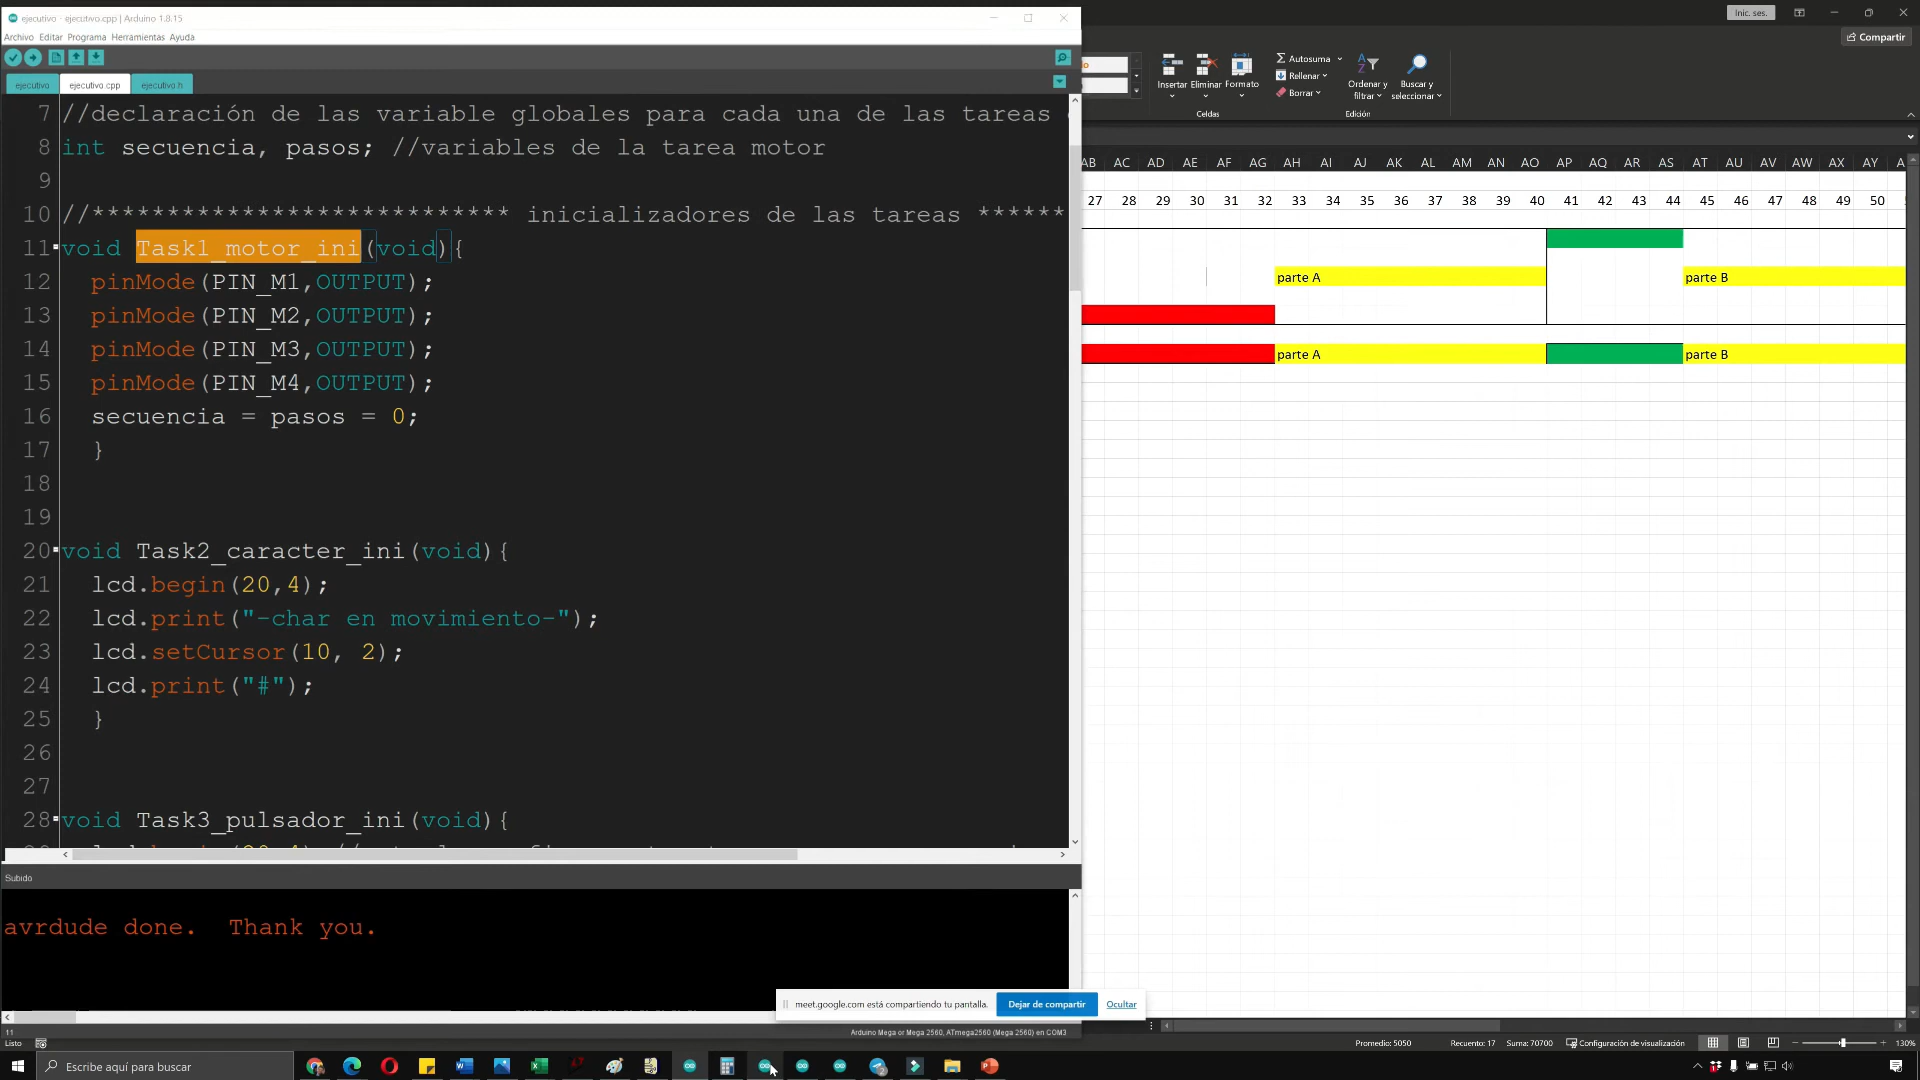 ejecutivo - ejecutivo.cpp | Arduino 1.8.15
Archivo Editar Programa Herramientas Ayuda
ejecutivo ejecutivo.cpp ejecutivo.h
7 //declaración de las variable globales para cada una de las tareas
8 int secuencia, pasos; //variables de la tarea motor
9
10 //**************************** inicializadores de las tareas ******
11 void Task1_motor_ini(void){
12 pinMode(PIN_M1,OUTPUT);
13 pinMode(PIN_M2,OUTPUT);
14 pinMode(PIN_M3,OUTPUT);
15 pinMode(PIN_M4,OUTPUT);
16 secuencia = pasos = 0;
17 }
18
19
20 void Task2_caracter_ini(void){
21 lcd.begin(20,4);
22 lcd.print("-char en movimiento-");
23 lcd.setCursor(10, 2);
24 lcd.print("#");
25 }
26
27
28 void Task3_pulsador_ini(void){
Subido
avrdude done. Thank you.
11
Arduino Mega or Mega 2560, ATmega2560 (Mega 2560) en COM3
Inic. ses.
Compartir
Insertar Eliminar Formato
Celdas
Autosuma
Rellenar
Borrar
Ordenar y filtrar
Buscar y seleccionar
Edición
AB AC AD AE AF AG AH AI AJ AK AL AM AN AO AP AQ AR AS AT AU AV AW AX AY
27 28 29 30 31 32 33 34 35 36 37 38 39 40 41 42 43 44 45 46 47 48 49 50
parte A parte B
parte A parte B
meet.google.com está compartiendo tu pantalla. Dejar de compartir Ocultar
Listo
Promedio: 5050 Recuento: 17 Suma: 70700 Configuración de visualización 130%
Escribe aquí para buscar